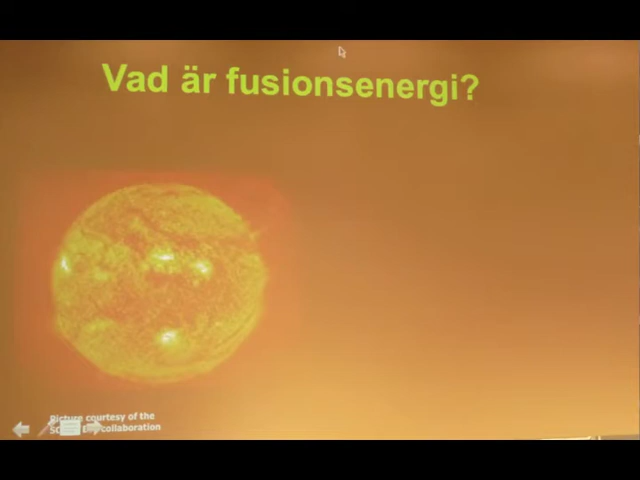 Vad är fusionsenergi?
Picture courtesy of the
collaboration